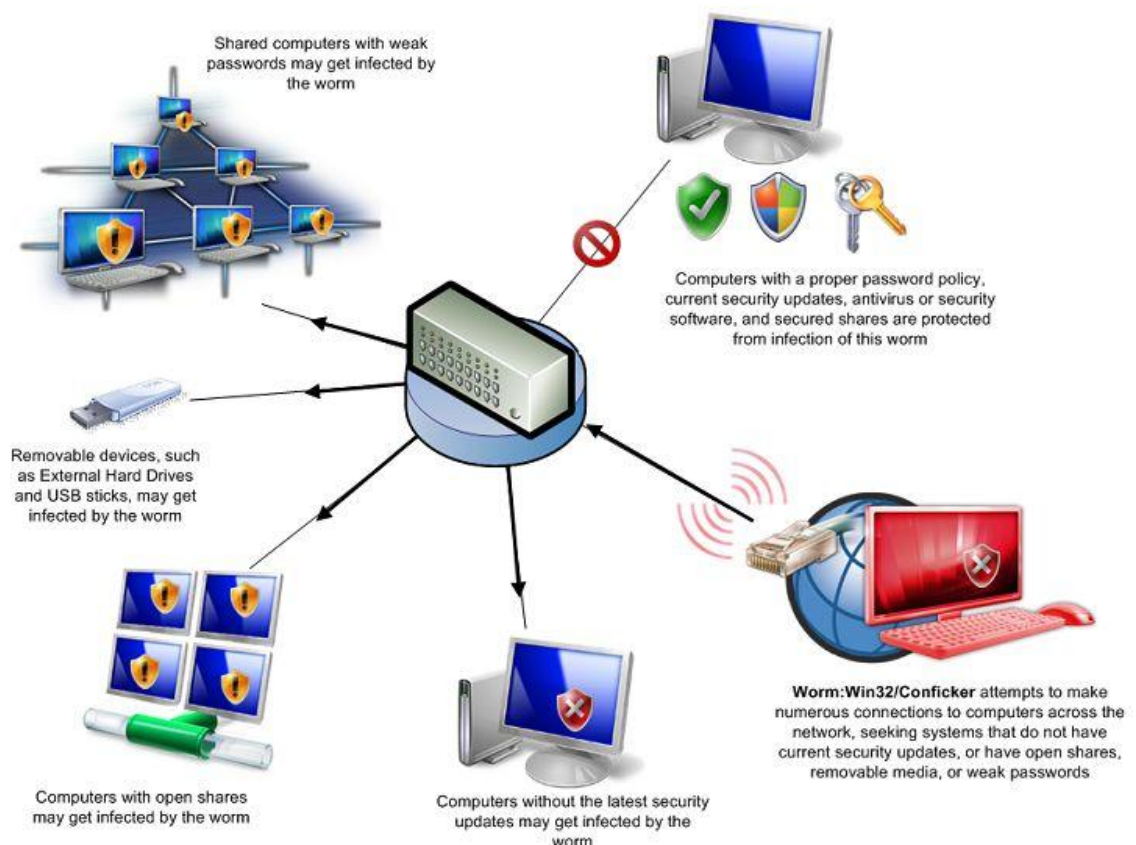 Shared computers with weak
passwords may get infected by
the worm
Computers with a proper password policy,
current security updates, antivirus or security
software, and secured shares are protected
from infection of this worm
Removable devices, such
as External Hard Drives
and USB sticks, may get
infected by the worm
Worm:Win32/Conficker attempts to make
numerous connections to computers across the
network, seeking systems that do not have
current security updates, or have open shares,
removable media, or weak passwords
Computers with open shares
may get infected by the worm
Computers without the latest security
updates may get infected by the
worm